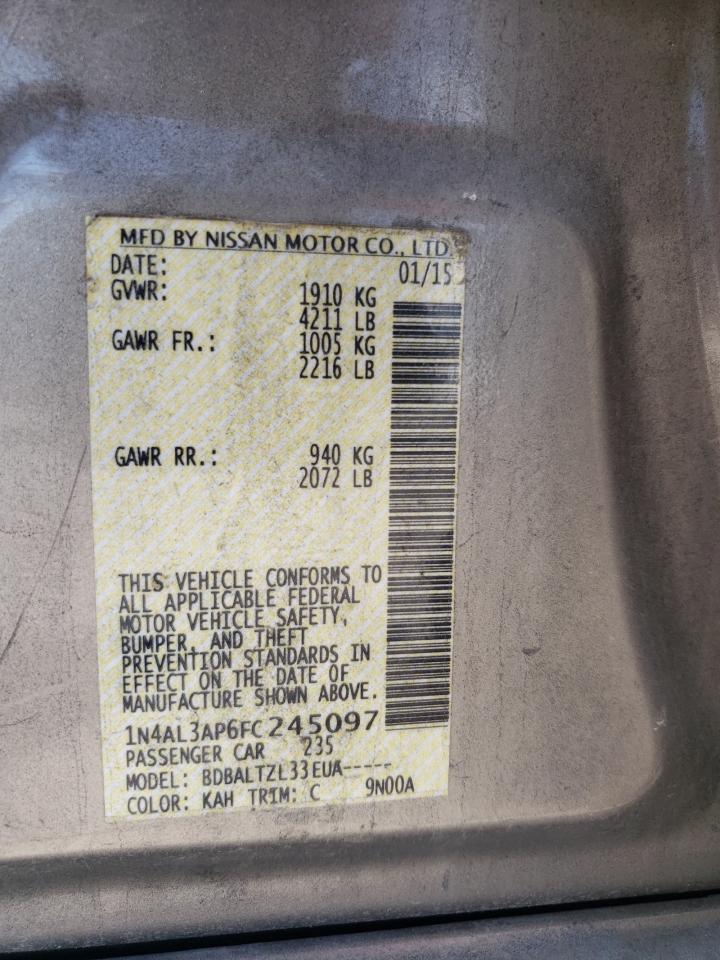 MFD BY NISSAN MOTOR CO., LTD.
DATE: 01/15
GVWR: 1910 KG
4211 LB
GAWR FR.: 1005 KG
2216 LB
GAWR RR.: 940 KG
2072 LB
THIS VEHICLE CONFORMS TO
ALL APPLICABLE FEDERAL
MOTOR VEHICLE SAFETY,
BUMPER, AND THEFT
PREVENTION STANDARDS IN
EFFECT ON THE DATE OF
MANUFACTURE SHOWN ABOVE.
1N4AL3AP6FC245097
PASSENGER CAR 235
MODEL: BDBALTZL33EUA-----
COLOR: KAH TRIM: C 9N00A